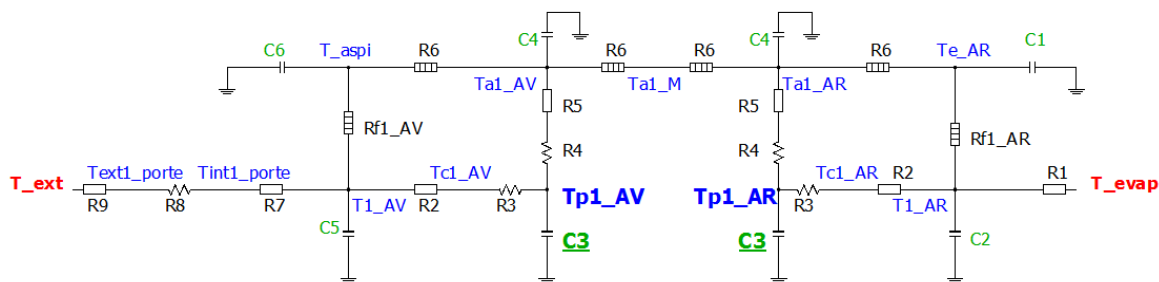 C4 C4
C6 T_aspi R6 R6 R6 R6 Te_AR C1
Ta1_AV Ta1_M Ta1_AR
R5 R5
Rf1_AV Rf1_AR
R4 R4
T_ext Text1_porte Tint1_porte Tc1_AV Tc1_AR R2 R1 T_evap
R9 R8 R7 T1_AV R2 R3 Tp1_AV Tp1_AR R3 T1_AR
C5 C3 C3 C2